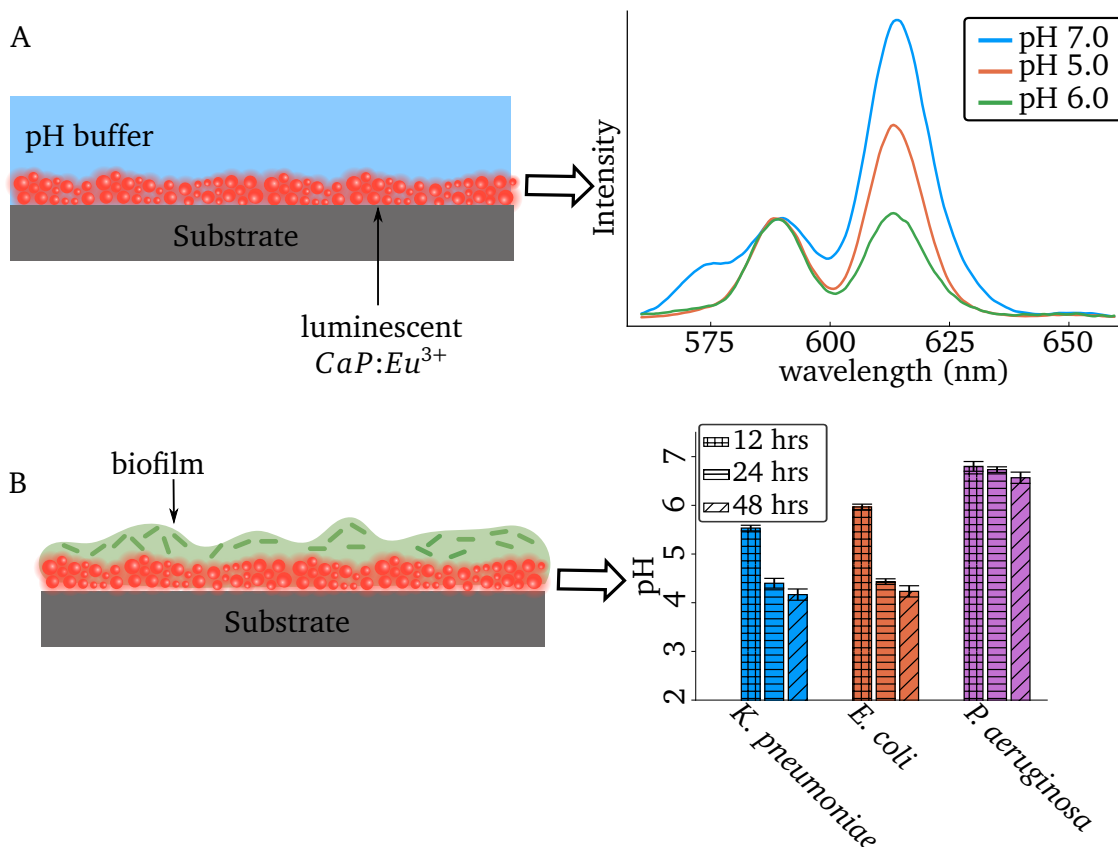 A
pH buffer
Substrate
luminescent
CaP:Eu³⁺
Intensity
pH 7.0
pH 5.0
pH 6.0
575
600
625
650
wavelength (nm)
B
biofilm
Substrate
pH
7
6
5
4
3
2
12 hrs
24 hrs
48 hrs
K. pneumoniae
E. coli
P. aeruginosa